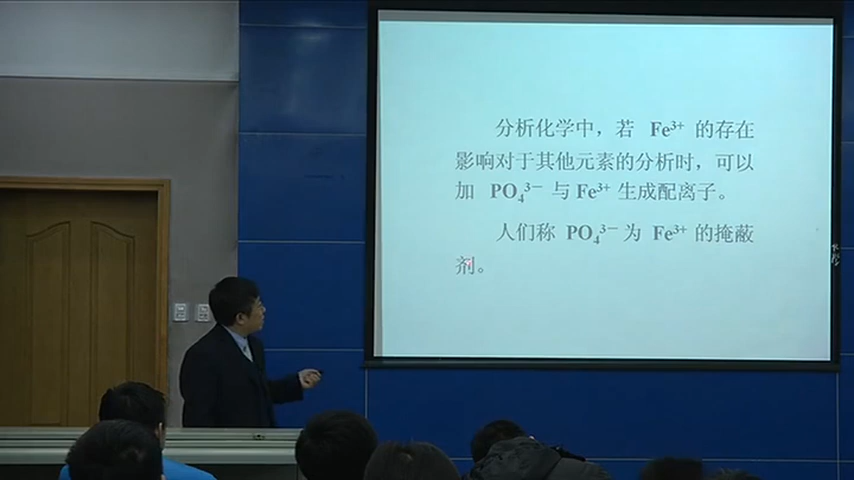 分析化学中，若 Fe³⁺ 的存在
影响对于其他元素的分析时，可以
加 PO₄³⁻ 与 Fe³⁺ 生成配离子。
人们称 PO₄³⁻ 为 Fe³⁺ 的掩蔽
剂。